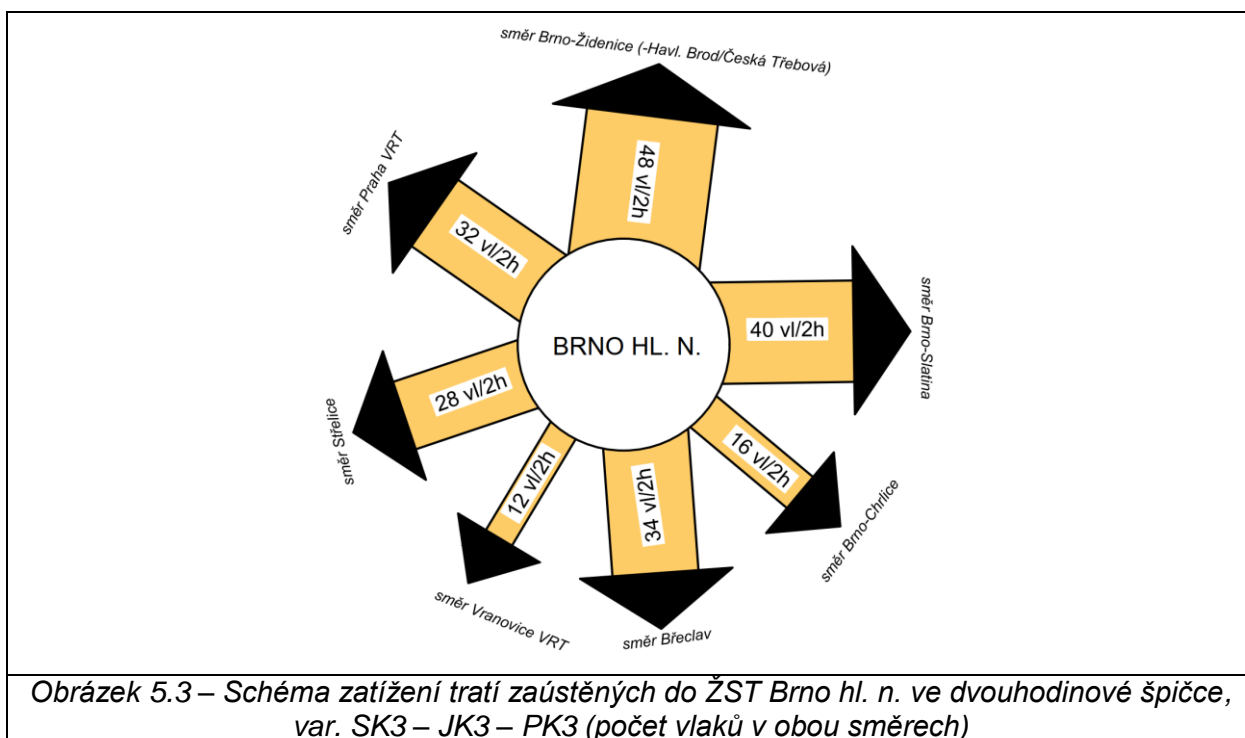 směr Brno-Židenice (-Havl. Brod/Česká Třebová)
48 vl/2h
směr Praha VRT
32 vl/2h
BRNO HL. N.
40 vl/2h
směr Brno-Slatina
28 vl/2h
směr Střelice
12 vl/2h
směr Vranovice VRT
34 vl/2h
směr Břeclav
16 vl/2h
směr Brno-Chrlice
Obrázek 5.3 – Schéma zatížení tratí zaústěných do ŽST Brno hl. n. ve dvouhodinové špičce,
var. SK3 – JK3 – PK3 (počet vlaků v obou směrech)